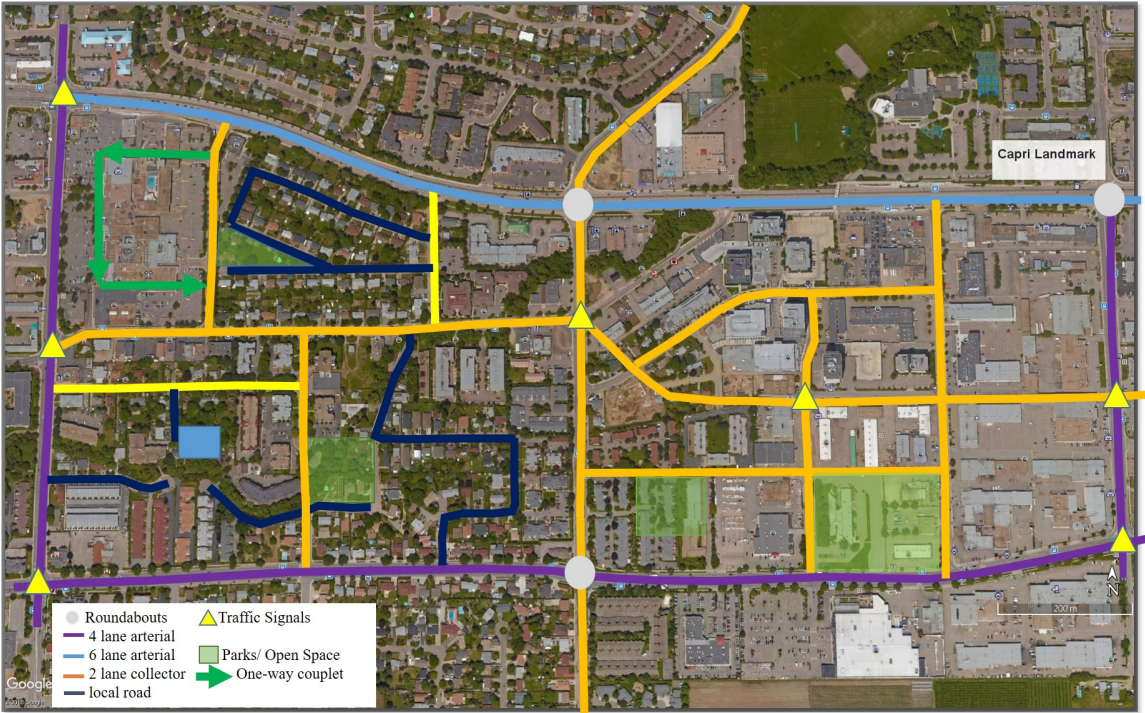 Capri Landmark
N
200 m
Roundabouts
Traffic Signals
4 lane arterial
6 lane arterial
Parks/ Open Space
2 lane collector
One-way couplet
local road
Google